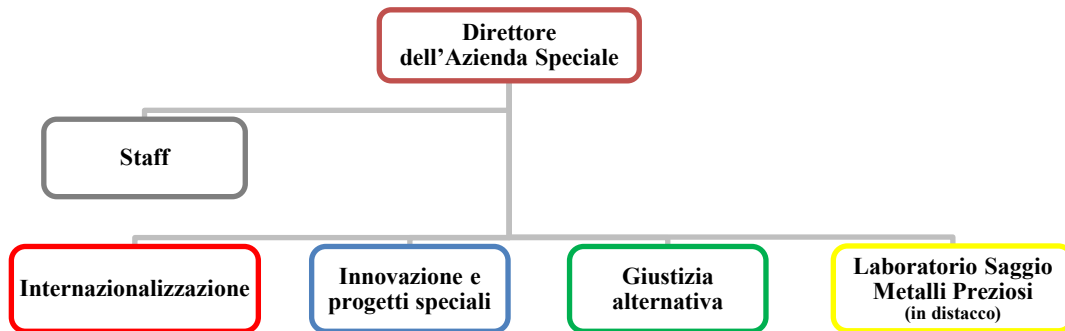 Direttore
dell’Azienda Speciale
Staff
Internazionalizzazione
Innovazione e
progetti speciali
Giustizia
alternativa
Laboratorio Saggio
Metalli Preziosi
(in distacco)